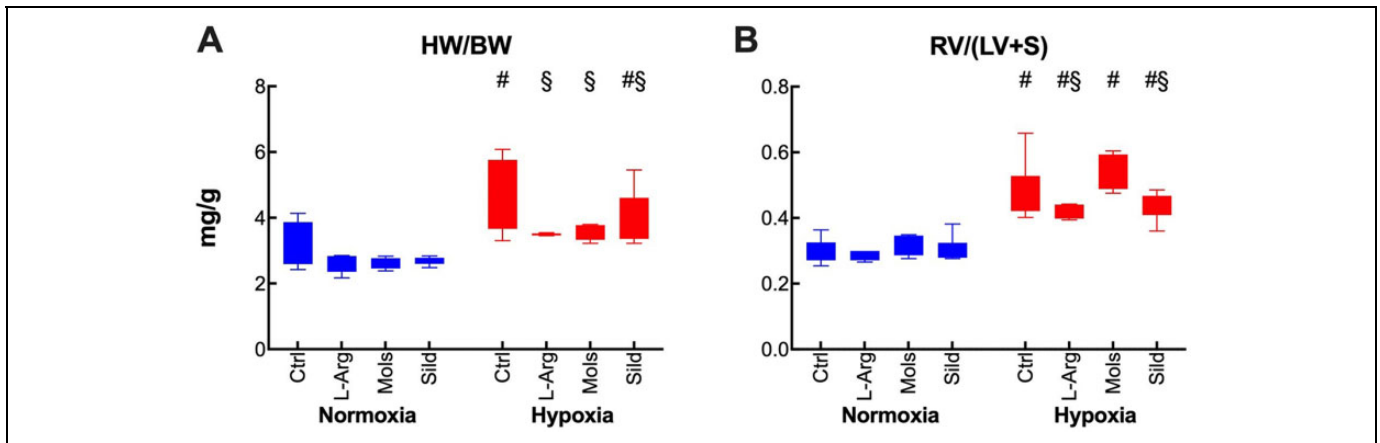 A HW/BW
mg/g
# § § #§
8
6
4
2
0
Ctrl L-Arg Mols Sild Ctrl L-Arg Mols Sild
Normoxia Hypoxia
B RV/(LV+S)
# #§ # #§
0.8
0.6
0.4
0.2
0.0
Ctrl L-Arg Mols Sild Ctrl L-Arg Mols Sild
Normoxia Hypoxia